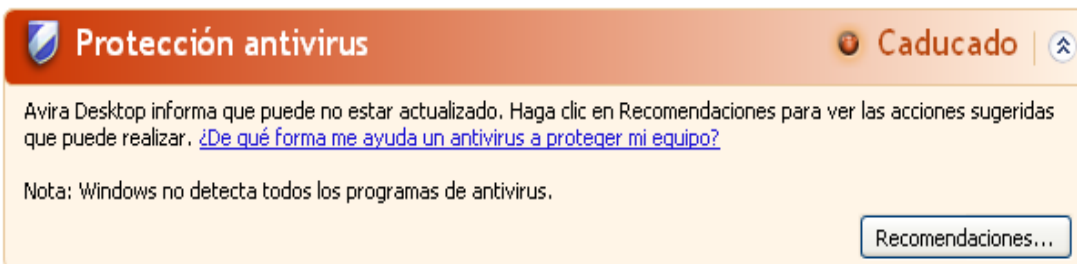 Protección antivirus
Caducado
Avira Desktop informa que puede no estar actualizado. Haga clic en Recomendaciones para ver las acciones sugeridas
que puede realizar. ¿De qué forma me ayuda un antivirus a proteger mi equipo?
Nota: Windows no detecta todos los programas de antivirus.
Recomendaciones...